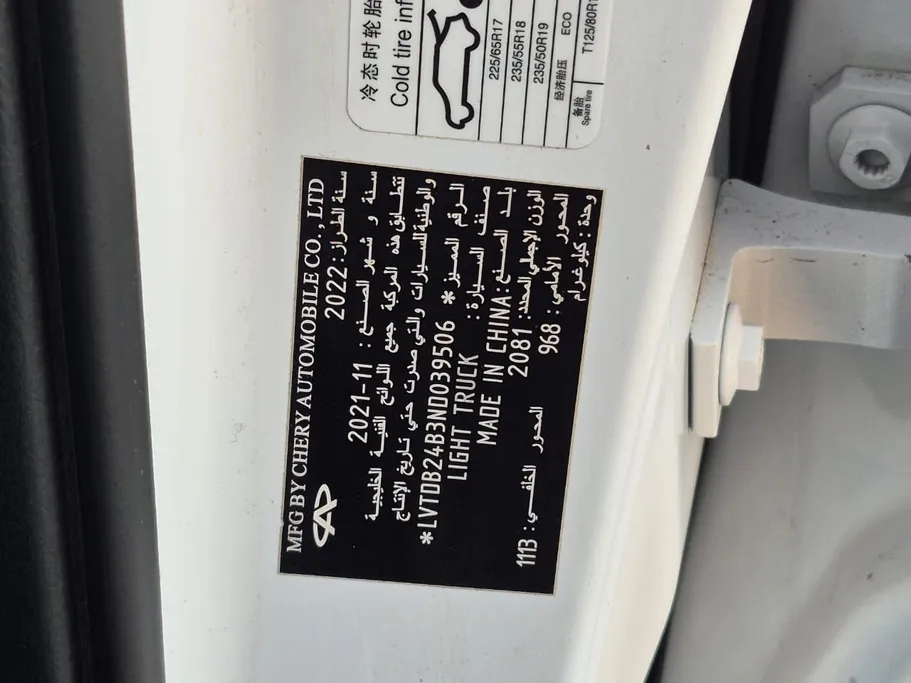 冷态时轮胎
Cold tire inf
225/65R17
235/55R18
235/50R19
经济胎压 ECO
备胎
Spare tire
T125/80R1
MFG BY CHERY AUTOMOBILE CO., LTD
سنة الطراز: 2022
سنة و شهر الصنع : 2021-11
تتطابق هذه المركبة جميع اللوائح الفنية الخليجية
والوطنية للسيارات والتي صدرت حتى تاريخ الإنتاج
الرقم المميز: *LVTDB24B3ND039506*
صنف السيارة: LIGHT TRUCK
بلد الصنع: MADE IN CHINA
الوزن الإجمالي المحدد: 2081
المحور الأمامي: 968 المحور الخلفي: 1113
وحدة: كيلوغرام